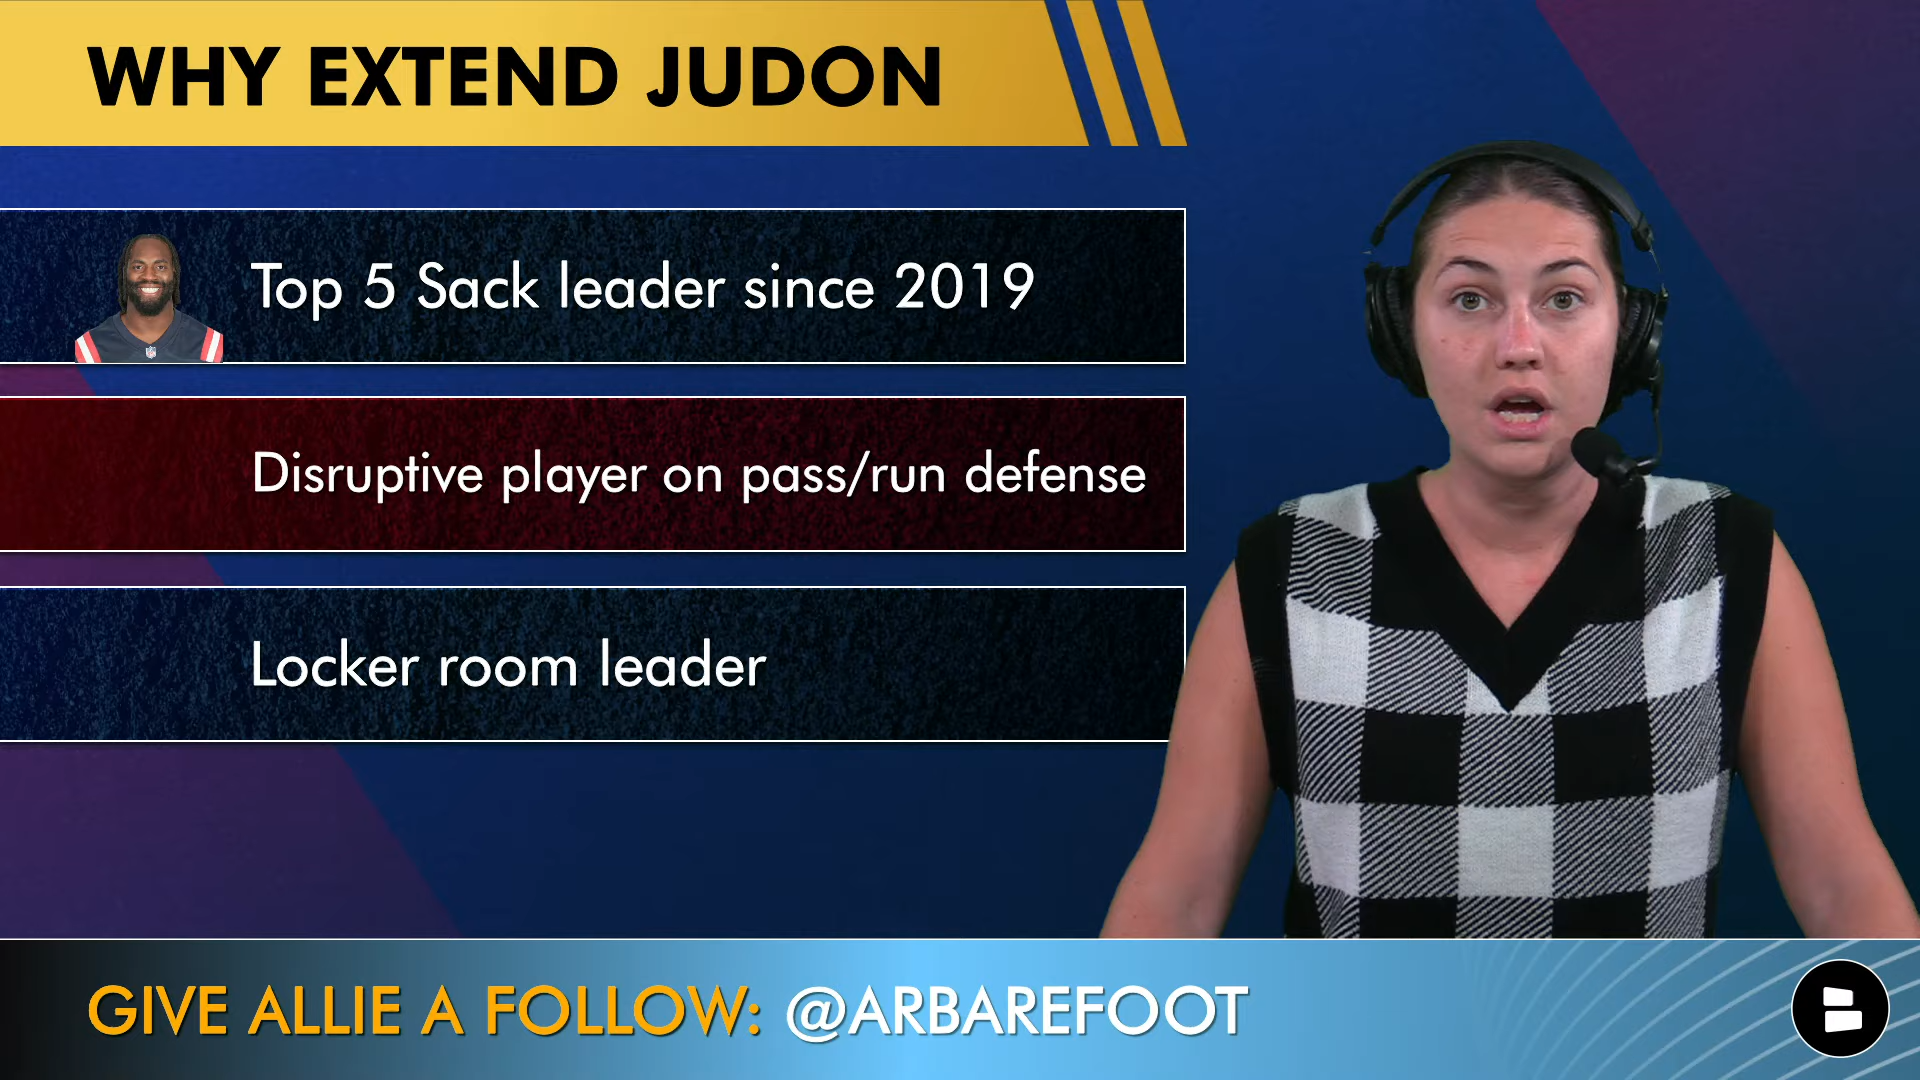 WHY EXTEND JUDON
Top 5 Sack leader since 2019
Disruptive player on pass/run defense
Locker room leader
GIVE ALLIE A FOLLOW: @ARBAREFOOT